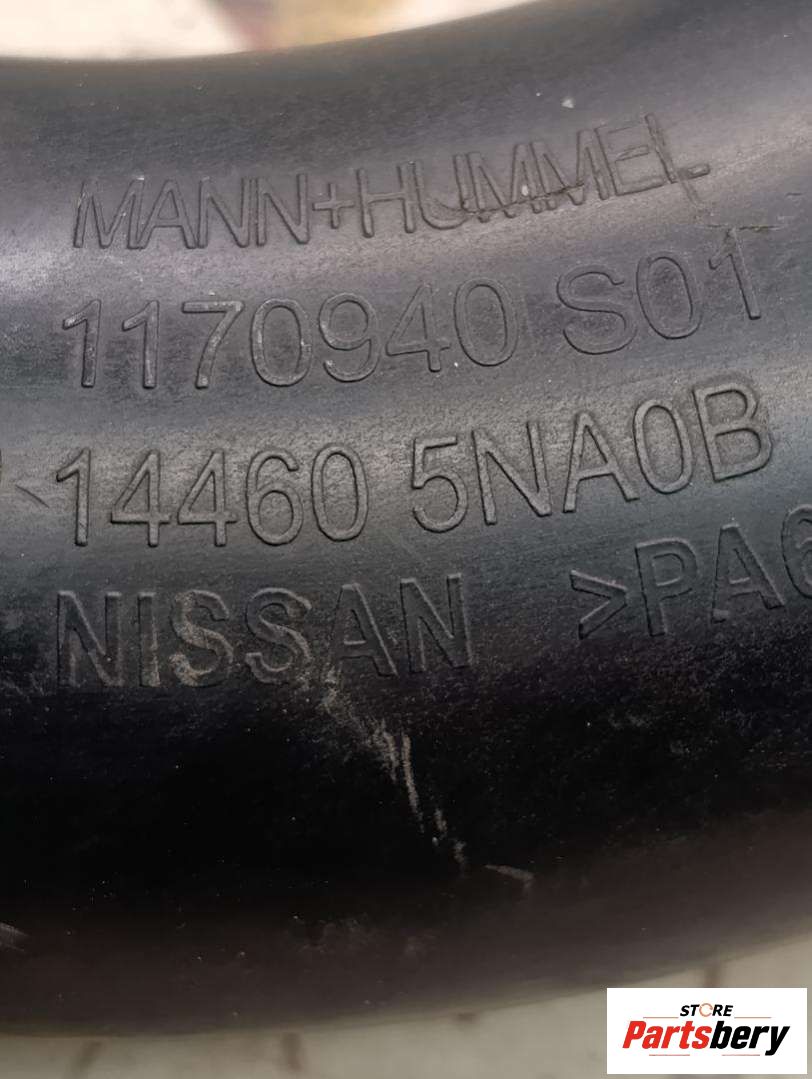 MANN+HUMMEL
1170940 S01
14460 5NA0B
NISSAN >PA6
STORE
Partsbery